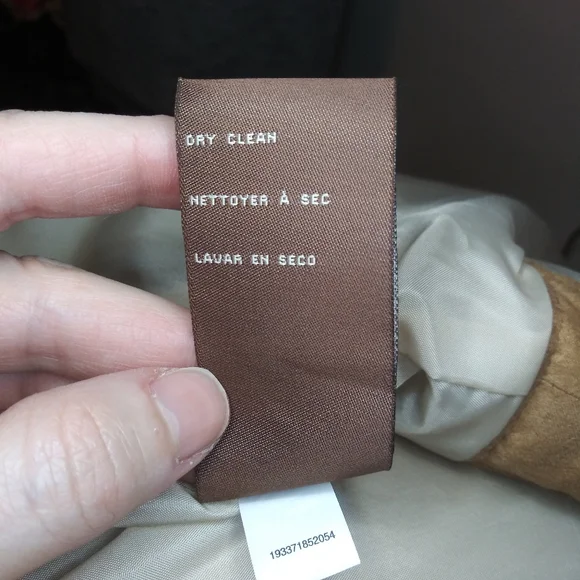 DRY CLEAN
NETTOYER À SEC
LAVAR EN SECO
193371852054